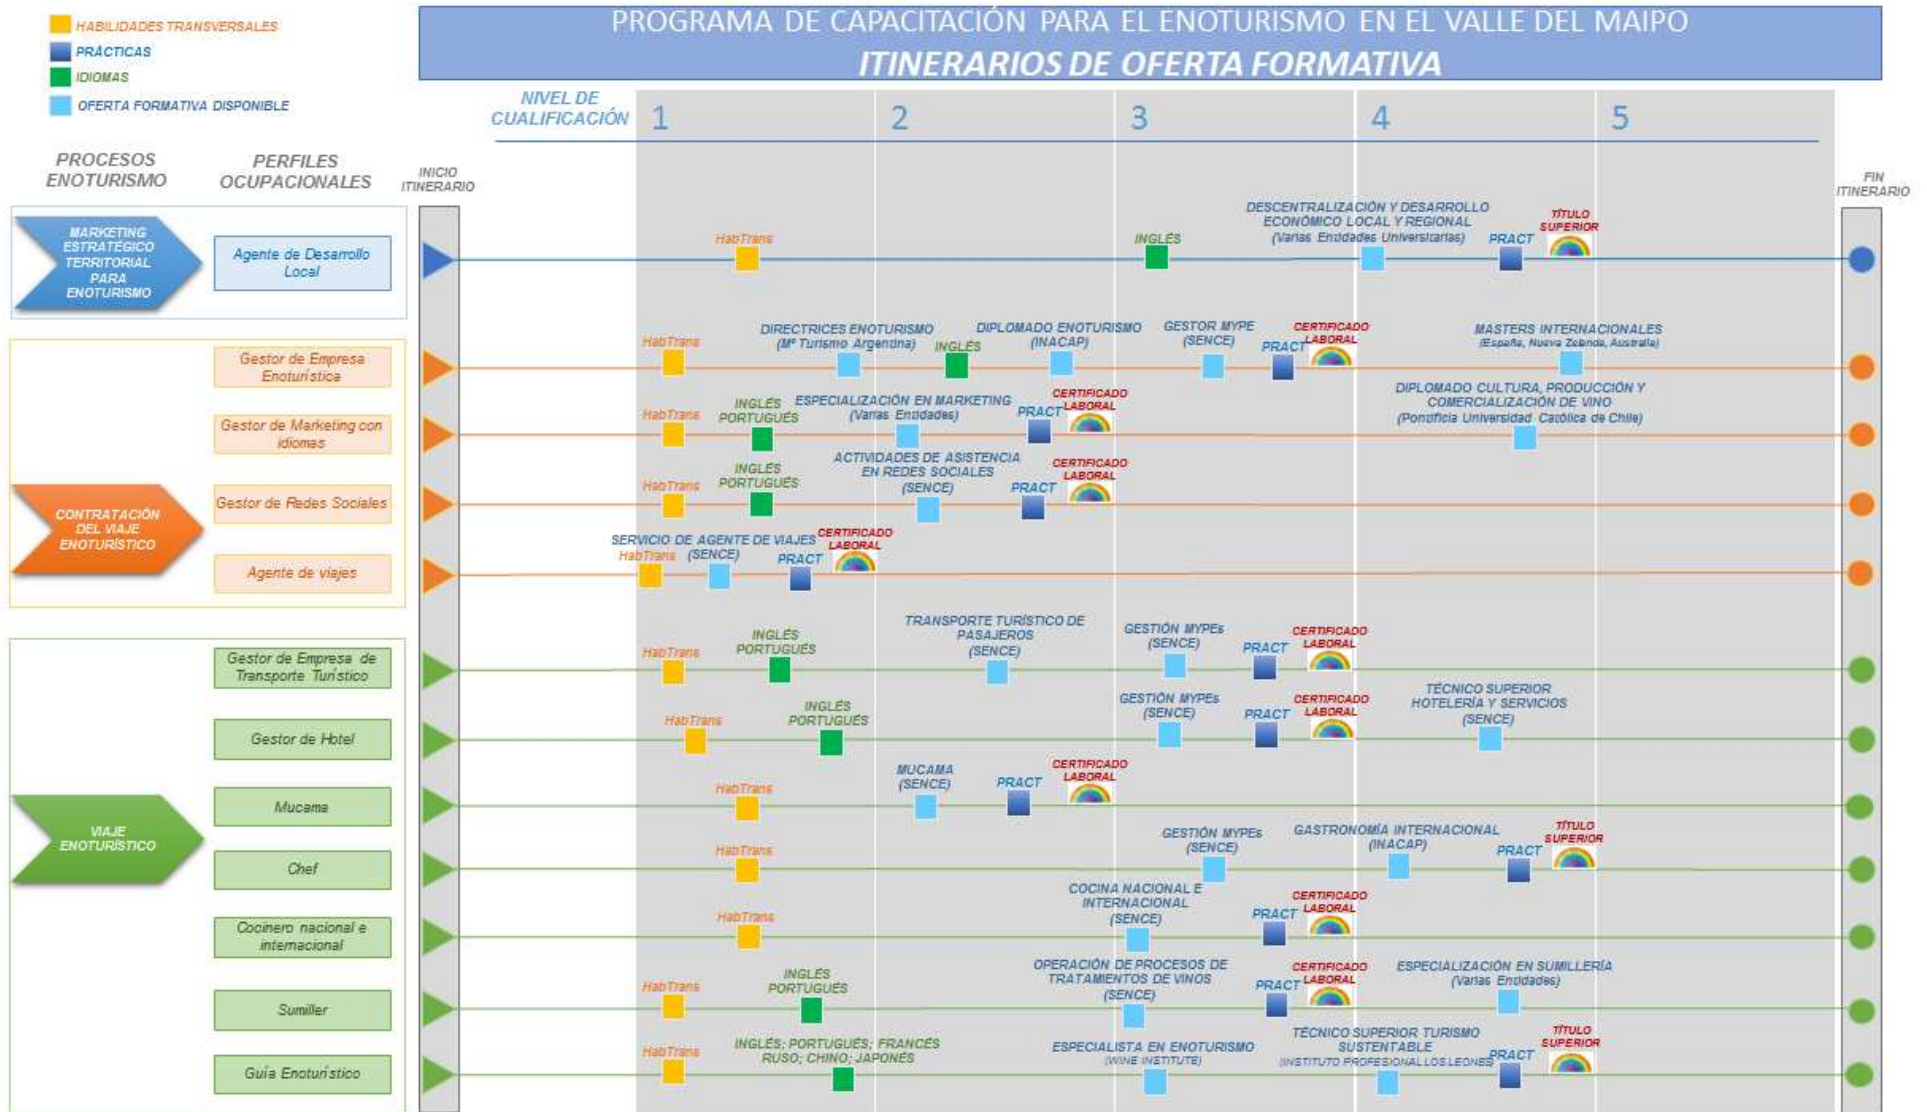 HABILIDADES TRANSVERSALES
PRÁCTICAS
IDIOMAS
OFERTA FORMATIVA DISPONIBLE
PROGRAMA DE CAPACITACIÓN PARA EL ENOTURISMO EN EL VALLE DEL MAIPO
ITINERARIOS DE OFERTA FORMATIVA
NIVEL DE
CUALIFICACIÓN
1
2
3
4
5
PROCESOS
ENOTURISMO
PERFILES
OCUPACIONALES
INICIO
ITINERARIO
FIN
ITINERARIO
MARKETING
ESTRATÉGICO
TERRITORIAL
PARA
ENOTURISMO
Agente de Desarrollo
Local
HabTrans
INGLÉS
DESCENTRALIZACIÓN Y DESARROLLO
ECONÓMICO LOCAL Y REGIONAL
(Varias Entidades Universitarias)
PRACT
TÍTULO
SUPERIOR
CONTRATACIÓN
DEL VIAJE
ENOTURÍSTICO
Gestor de Empresa
Enoturística
HabTrans
DIRECTRICES ENOTURISMO
(Mº Turismo Argentina)
INGLÉS
DIPLOMADO ENOTURISMO
(INACAP)
GESTOR MYPE
(SENCE)
PRACT
CERTIFICADO
LABORAL
MASTERS INTERNACIONALES
(España, Nueva Zelanda, Australia)
Gestor de Marketing con
idiomas
HabTrans
INGLÉS
PORTUGUÉS
ESPECIALIZACIÓN EN MARKETING
(Varias Entidades)
PRACT
CERTIFICADO
LABORAL
DIPLOMADO CULTURA, PRODUCCIÓN Y
COMERCIALIZACIÓN DE VINO
(Pontificia Universidad Católica de Chile)
Gestor de Redes Sociales
HabTrans
INGLÉS
PORTUGUÉS
ACTIVIDADES DE ASISTENCIA
EN REDES SOCIALES
(SENCE)
PRACT
CERTIFICADO
LABORAL
Agente de viajes
HabTrans
SERVICIO DE AGENTE DE VIAJES
(SENCE)
PRACT
CERTIFICADO
LABORAL
VIAJE
ENOTURÍSTICO
Gestor de Empresa de
Transporte Turístico
HabTrans
INGLÉS
PORTUGUÉS
TRANSPORTE TURÍSTICO DE
PASAJEROS
(SENCE)
GESTIÓN MYPEs
(SENCE)
PRACT
CERTIFICADO
LABORAL
Gestor de Hotel
HabTrans
INGLÉS
PORTUGUÉS
GESTIÓN MYPEs
(SENCE)
PRACT
CERTIFICADO
LABORAL
TÉCNICO SUPERIOR
HOTELERÍA Y SERVICIOS
(SENCE)
Mucama
HabTrans
MUCAMA
(SENCE)
PRACT
CERTIFICADO
LABORAL
Chef
HabTrans
GESTIÓN MYPEs
(SENCE)
GASTRONOMÍA INTERNACIONAL
(INACAP)
PRACT
TÍTULO
SUPERIOR
Cocinero nacional e
internacional
HabTrans
COCINA NACIONAL E
INTERNACIONAL
(SENCE)
PRACT
CERTIFICADO
LABORAL
Sumiller
HabTrans
INGLÉS
PORTUGUÉS
OPERACIÓN DE PROCESOS DE
TRATAMIENTOS DE VINOS
(SENCE)
PRACT
CERTIFICADO
LABORAL
ESPECIALIZACIÓN EN SUMILLERÍA
(Varias Entidades)
Guía Enoturístico
HabTrans
INGLÉS; PORTUGUÉS; FRANCÉS
RUSO; CHINO; JAPONÉS
ESPECIALISTA EN ENOTURISMO
(WINE INSTITUTE)
TÉCNICO SUPERIOR TURISMO
SUSTENTABLE
(INSTITUTO PROFESIONAL LOS LEONES)
PRACT
TÍTULO
SUPERIOR